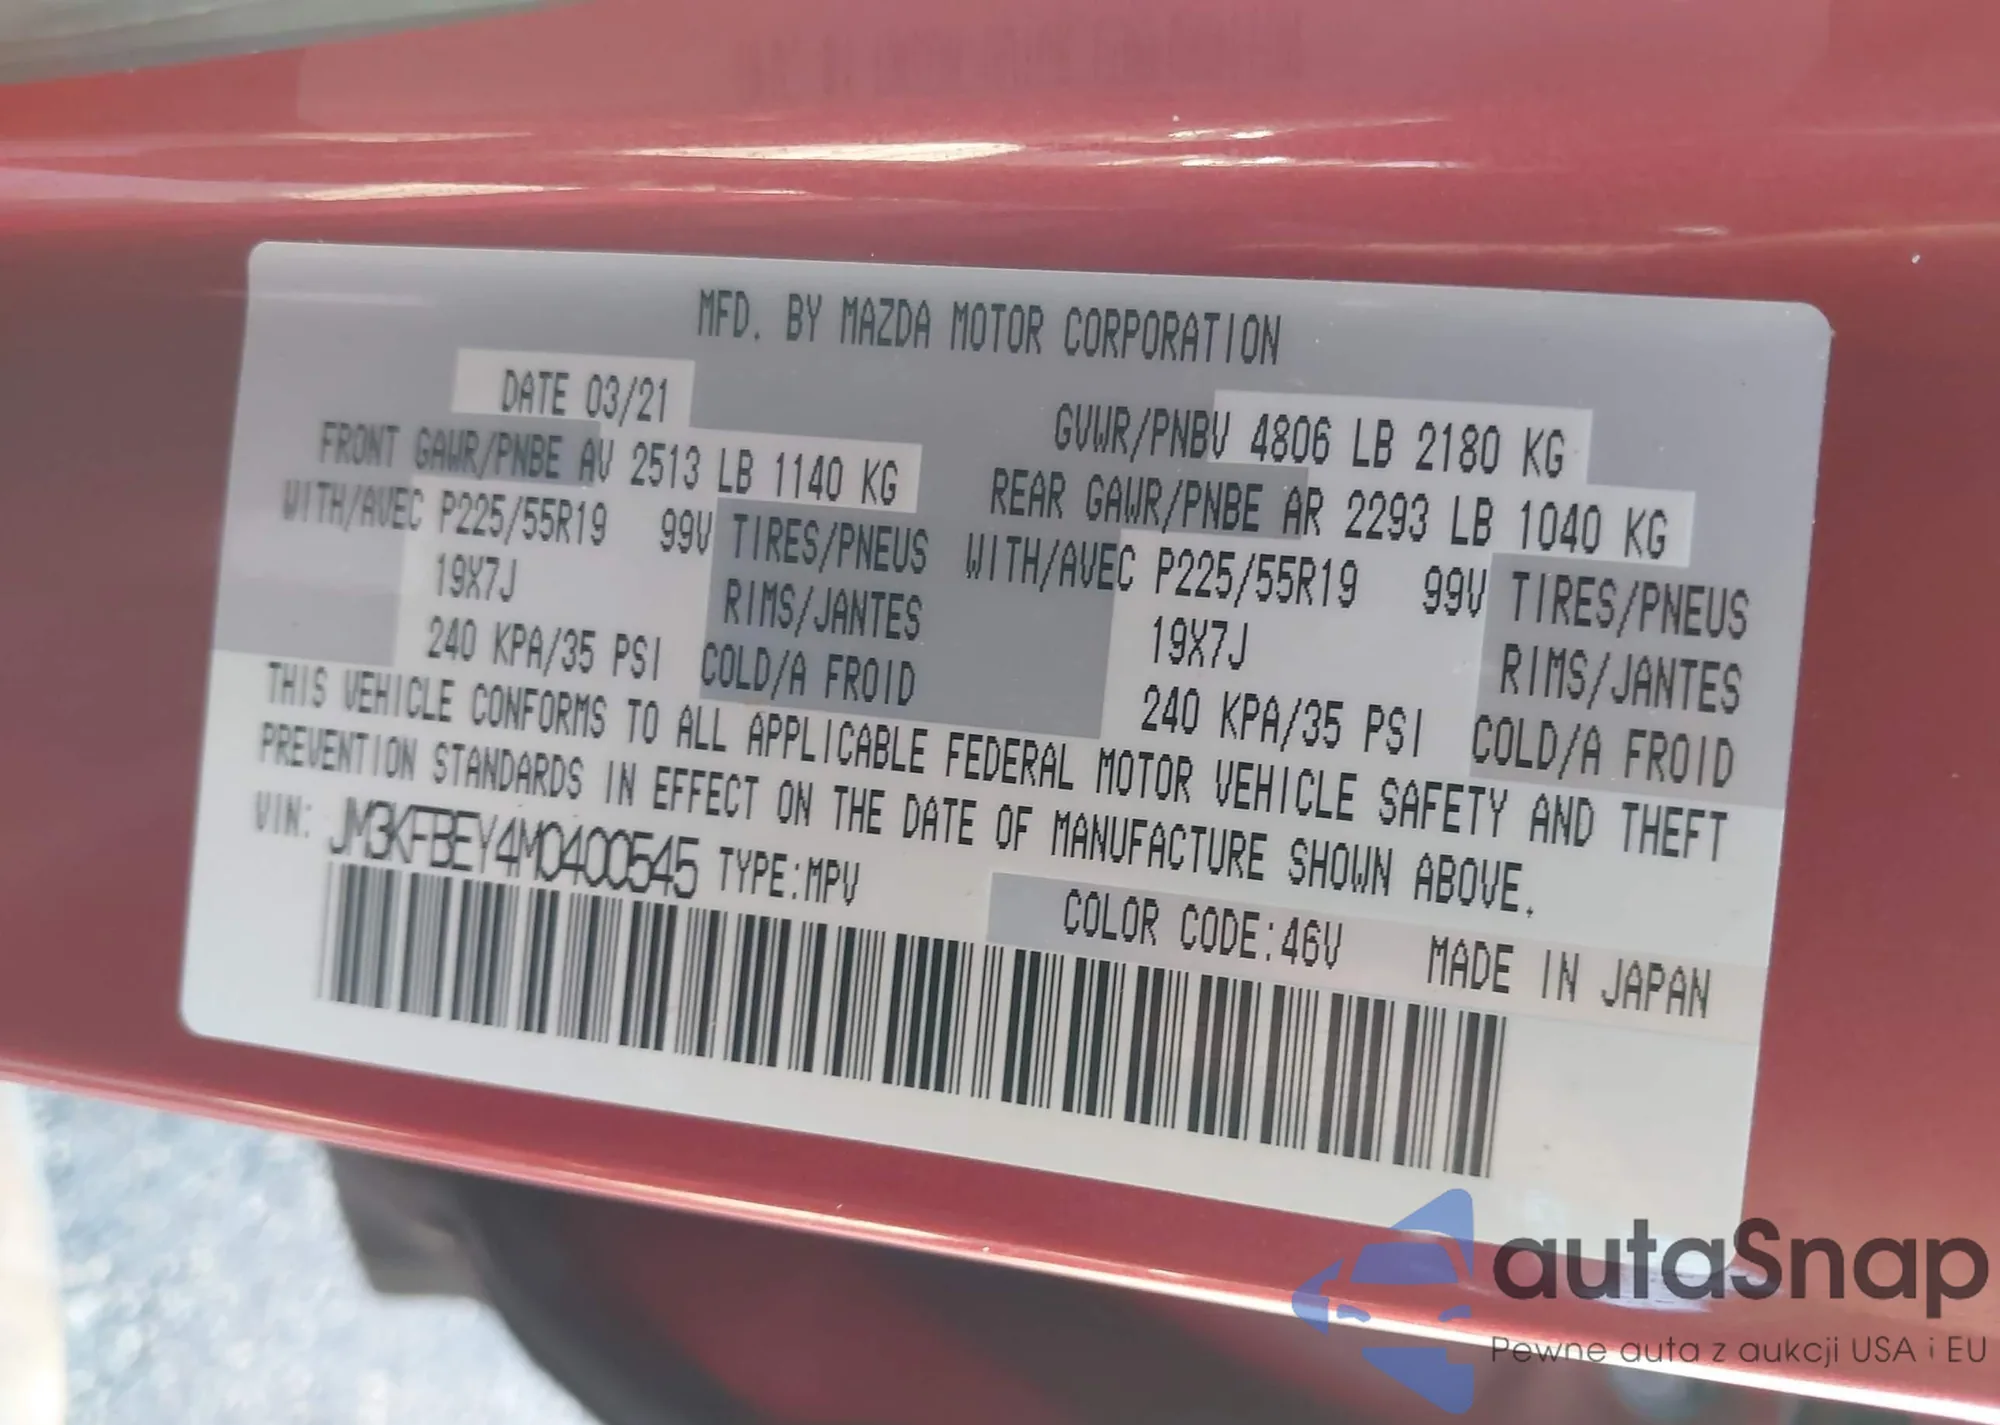 MFD. BY MAZDA MOTOR CORPORATION
DATE 03/21
GVWR/PNBV 4806 LB 2180 KG
FRONT GAWR/PNBE AV 2513 LB 1140 KG
REAR GAWR/PNBE AR 2293 LB 1040 KG
WITH/AVEC P225/55R19 99V TIRES/PNEUS
WITH/AVEC P225/55R19 99V TIRES/PNEUS
19X7J RIMS/JANTES
19X7J RIMS/JANTES
240 KPA/35 PSI COLD/A FROID
240 KPA/35 PSI COLD/A FROID
THIS VEHICLE CONFORMS TO ALL APPLICABLE FEDERAL MOTOR VEHICLE SAFETY AND THEFT
PREVENTION STANDARDS IN EFFECT ON THE DATE OF MANUFACTURE SHOWN ABOVE.
VIN: JM3KFBEY4M0400545 TYPE:MPV
COLOR CODE:46V MADE IN JAPAN
autaSnap
Pewne auta z aukcji USA i EU